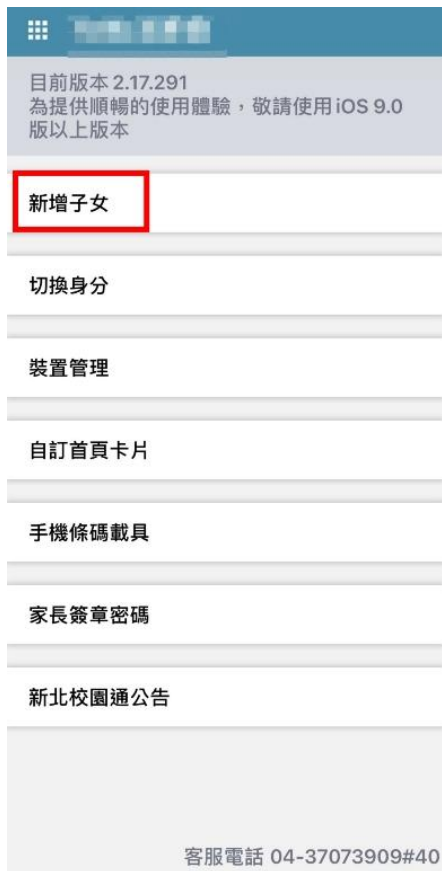 目前版本 2.17.291
為提供順暢的使用體驗，敬請使用 iOS 9.0
版以上版本
新增子女
切換身分
裝置管理
自訂首頁卡片
手機條碼載具
家長簽章密碼
新北校園通公告
客服電話 04-37073909#40